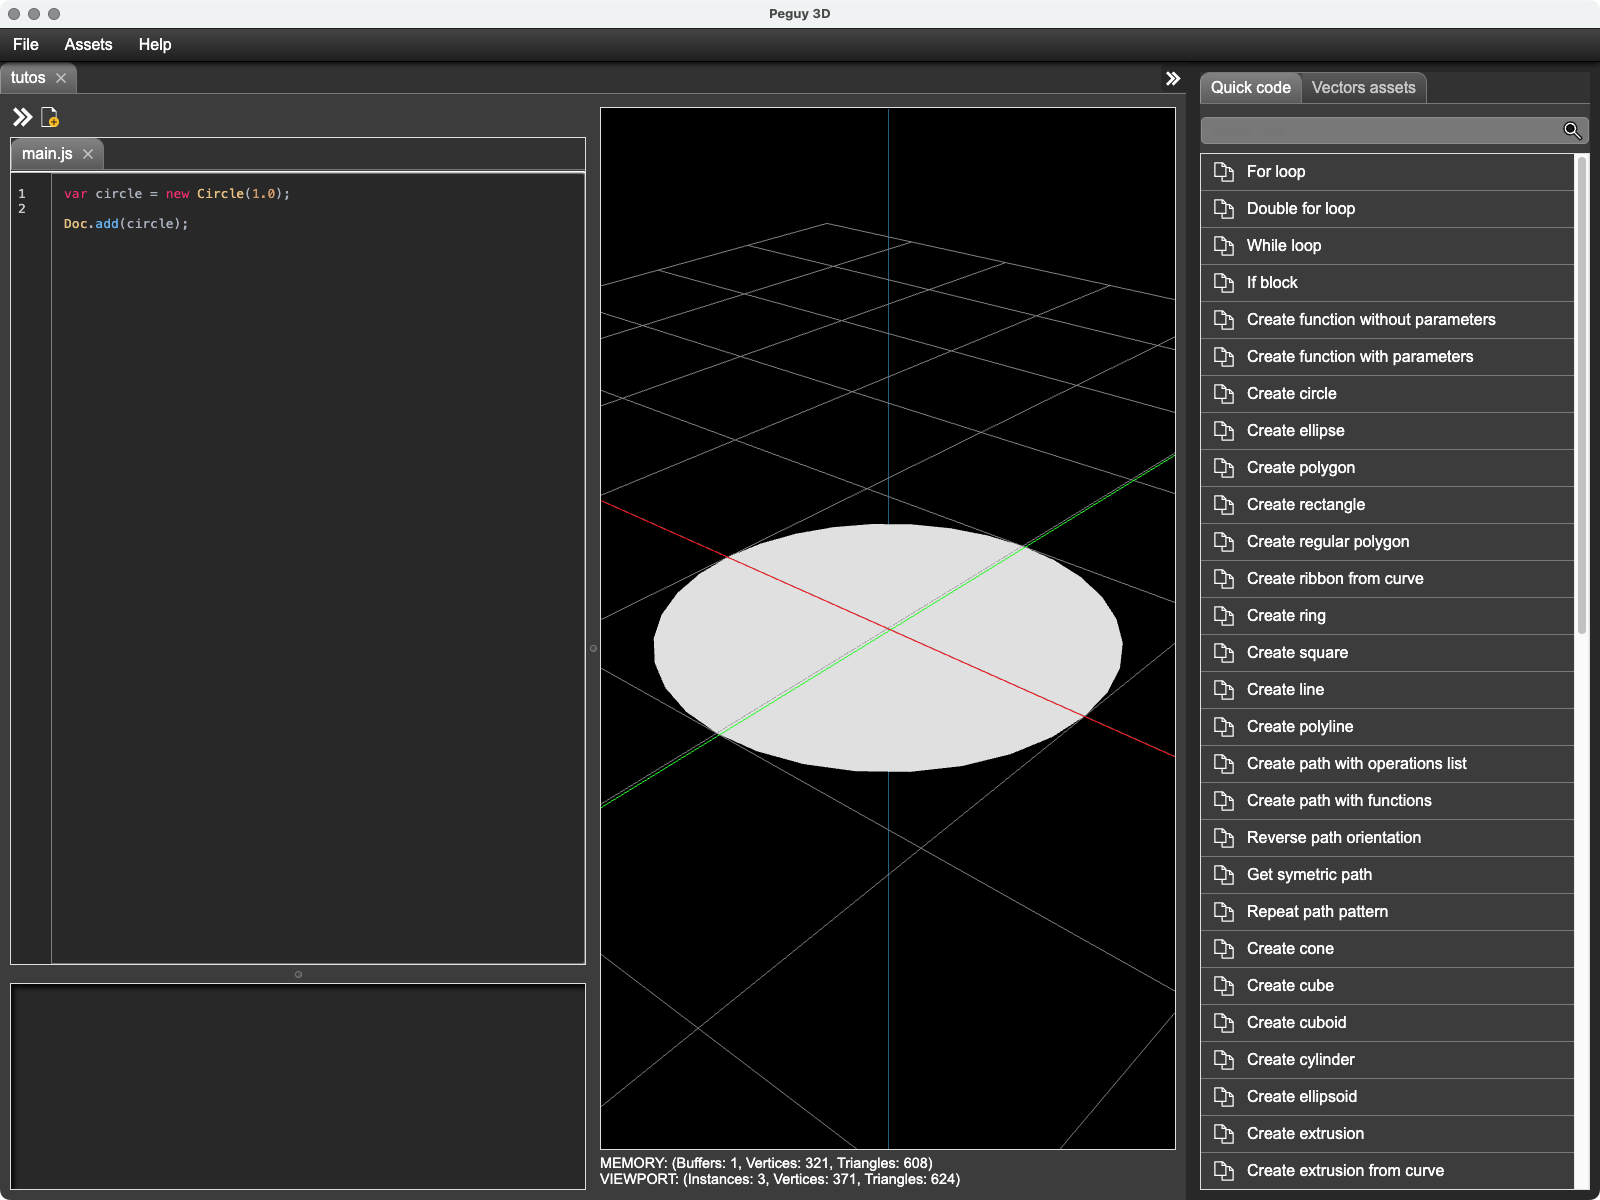 Peguy 3D
File Assets Help
tutos
Quick code Vectors assets
main.js
1 var circle = new Circle(1.0);
2
Doc.add(circle);
For loop
Double for loop
While loop
If block
Create function without parameters
Create function with parameters
Create circle
Create ellipse
Create polygon
Create rectangle
Create regular polygon
Create ribbon from curve
Create ring
Create square
Create line
Create polyline
Create path with operations list
Create path with functions
Reverse path orientation
Get symetric path
Repeat path pattern
Create cone
Create cube
Create cuboid
Create cylinder
Create ellipsoid
Create extrusion
Create extrusion from curve
MEMORY: (Buffers: 1, Vertices: 321, Triangles: 608)
VIEWPORT: (Instances: 3, Vertices: 371, Triangles: 624)